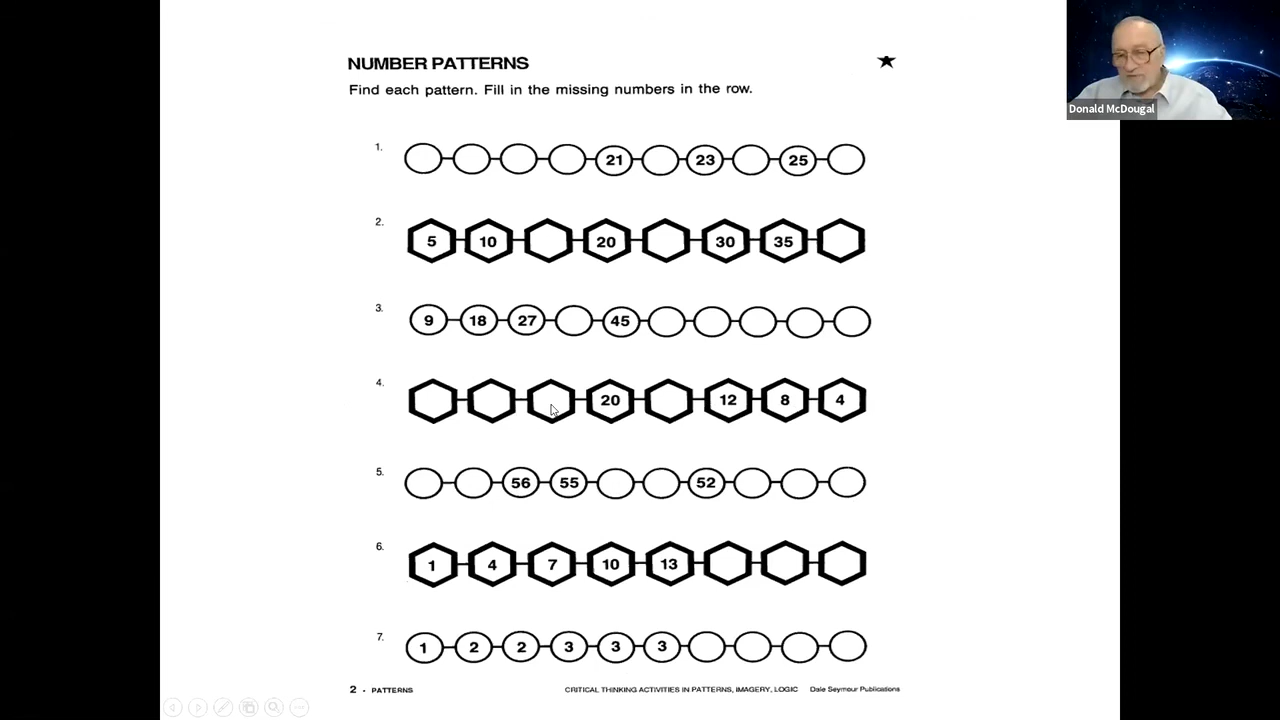 NUMBER PATTERNS
Find each pattern. Fill in the missing numbers in the row.
Donald McDougal
1. 21 23 25
2. 5 10 20 30 35
3. 9 18 27 45
4. 20 12 8 4
5. 56 55 52
6. 1 4 7 10 13
7. 1 2 2 3 3 3
2 · PATTERNS CRITICAL THINKING ACTIVITIES IN PATTERNS, IMAGERY, LOGIC Dale Seymour Publications